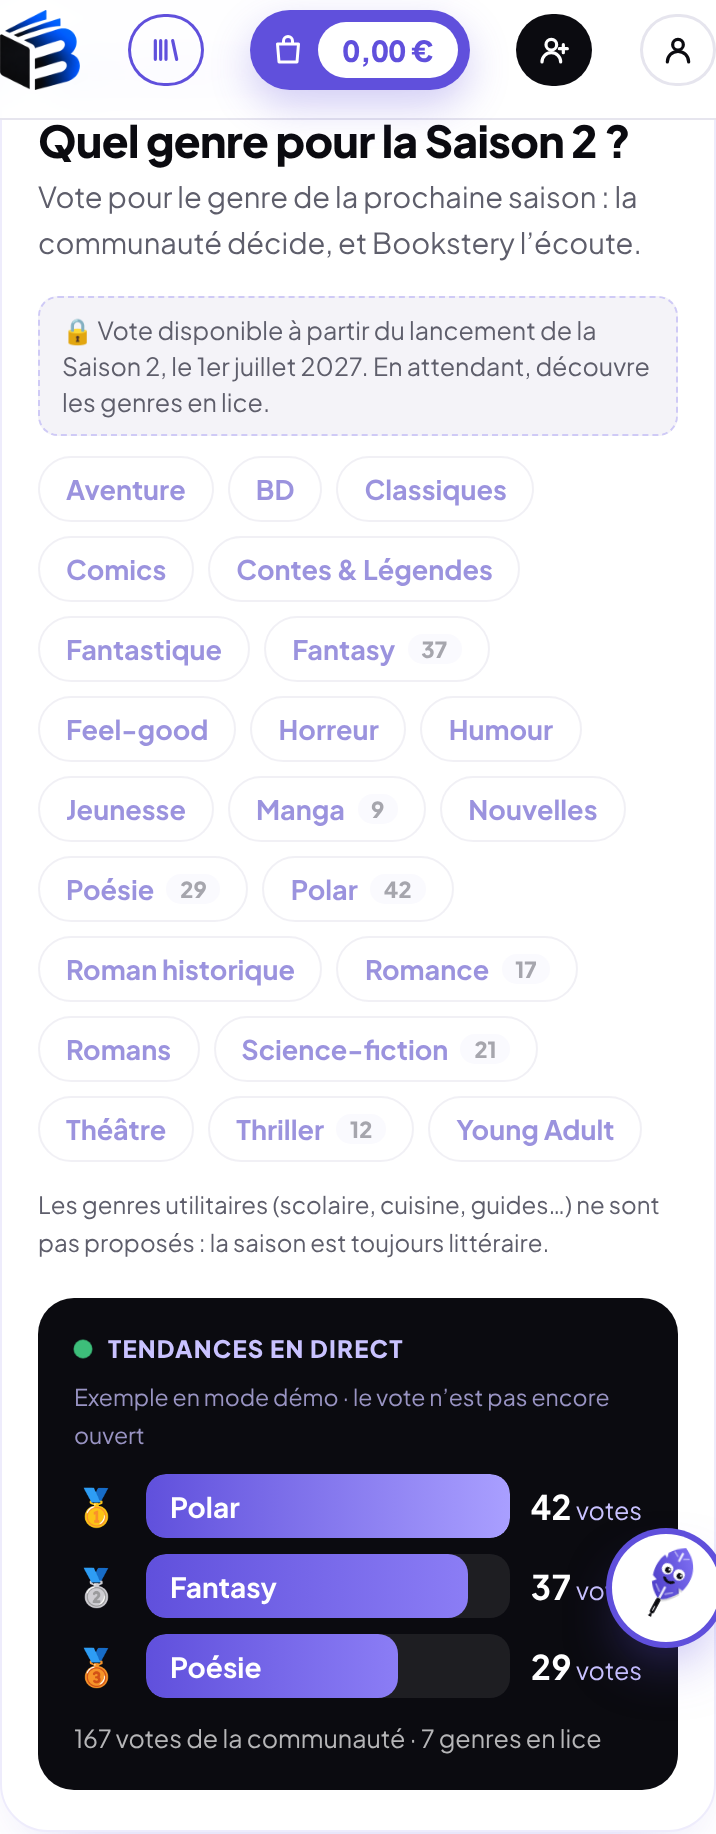 0,00 €
Quel genre pour la Saison 2 ?
Vote pour le genre de la prochaine saison : la
communauté décide, et Bookstery l’écoute.
🔒 Vote disponible à partir du lancement de la
Saison 2, le 1er juillet 2027. En attendant, découvre
les genres en lice.
Aventure BD Classiques
Comics Contes & Légendes
Fantastique Fantasy 37
Feel-good Horreur Humour
Jeunesse Manga 9 Nouvelles
Poésie 29 Polar 42
Roman historique Romance 17
Romans Science-fiction 21
Théâtre Thriller 12 Young Adult
Les genres utilitaires (scolaire, cuisine, guides…) ne sont
pas proposés : la saison est toujours littéraire.
TENDANCES EN DIRECT
Exemple en mode démo · le vote n’est pas encore
ouvert
🥇 Polar 42 votes
🥈 Fantasy 37 vo
🥉 Poésie 29 votes
167 votes de la communauté · 7 genres en lice